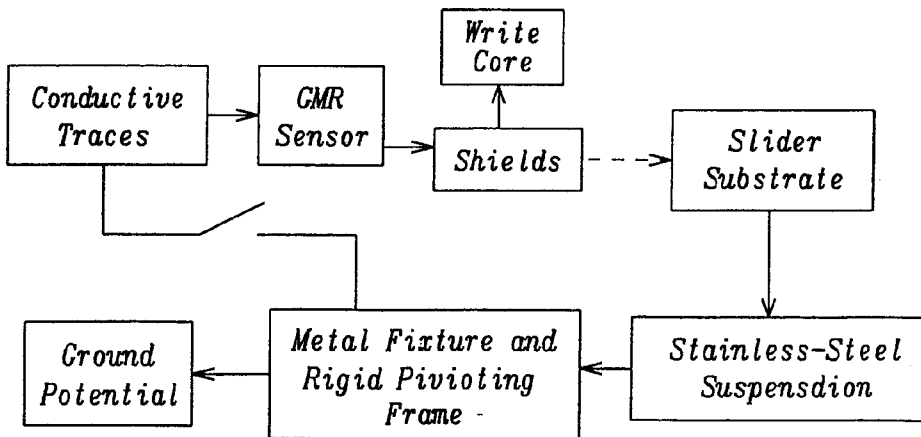 Write
Core
Conductive
Traces
GMR
Sensor
Shields
Slider
Substrate
Ground
Potential
Metal Fixture and
Rigid Pivioting
Frame -
Stainless-Steel
Suspensdion